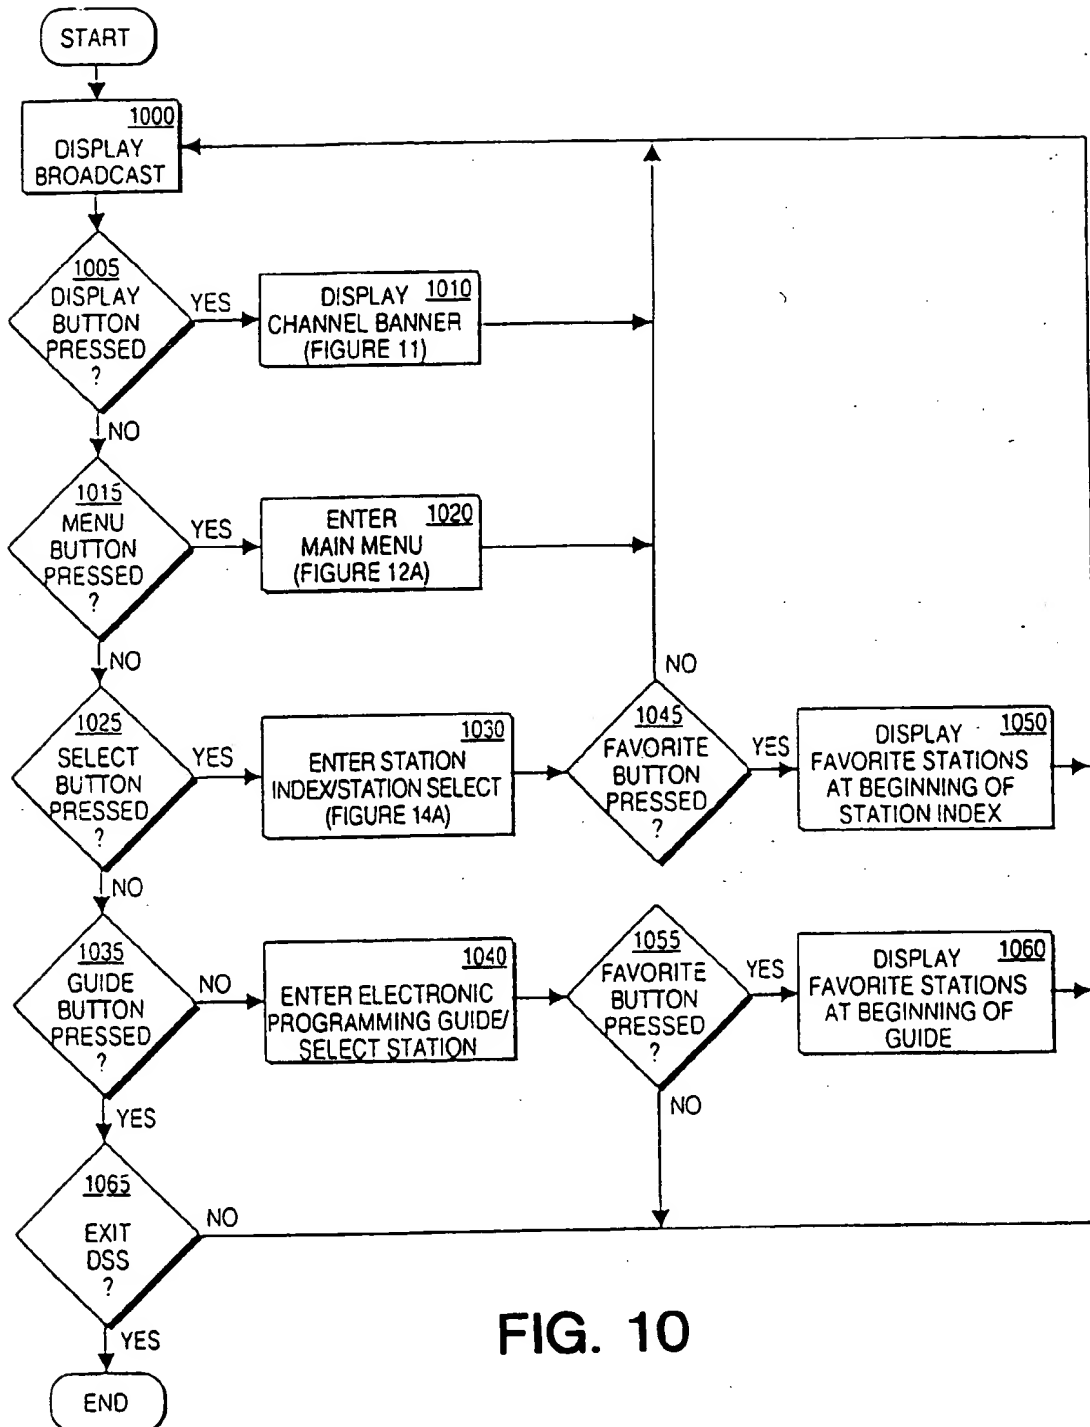 START
1000
DISPLAY
BROADCAST
1005
DISPLAY
BUTTON
PRESSED
?
YES
DISPLAY 1010
CHANNEL BANNER
(FIGURE 11)
NO
1015
MENU
BUTTON
PRESSED
?
YES
ENTER 1020
MAIN MENU
(FIGURE 12A)
NO
1025
SELECT
BUTTON
PRESSED
?
YES
1030
ENTER STATION
INDEX/STATION SELECT
(FIGURE 14A)
NO
1045
FAVORITE
BUTTON
PRESSED
?
YES
DISPLAY 1050
FAVORITE STATIONS
AT BEGINNING OF
STATION INDEX
NO
1035
GUIDE
BUTTON
PRESSED
?
NO
1040
ENTER ELECTRONIC
PROGRAMMING GUIDE/
SELECT STATION
1055
FAVORITE
BUTTON
PRESSED
?
YES
DISPLAY 1060
FAVORITE STATIONS
AT BEGINNING OF
GUIDE
NO
YES
1065
EXIT
DSS
?
NO
YES
END
FIG. 10